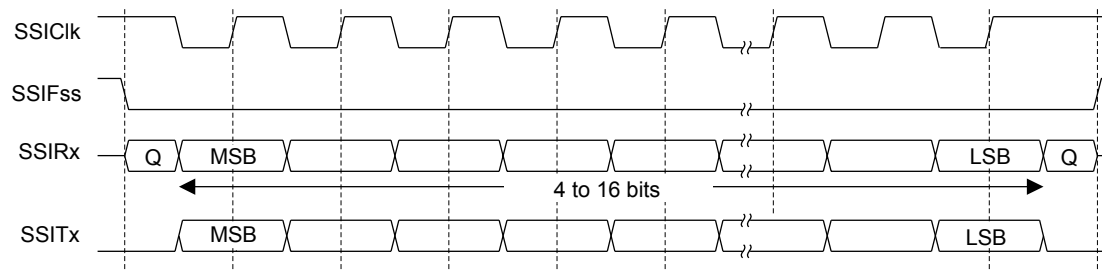 SSIClk
SSIFss
SSIRx Q MSB LSB Q
4 to 16 bits
SSITx MSB LSB